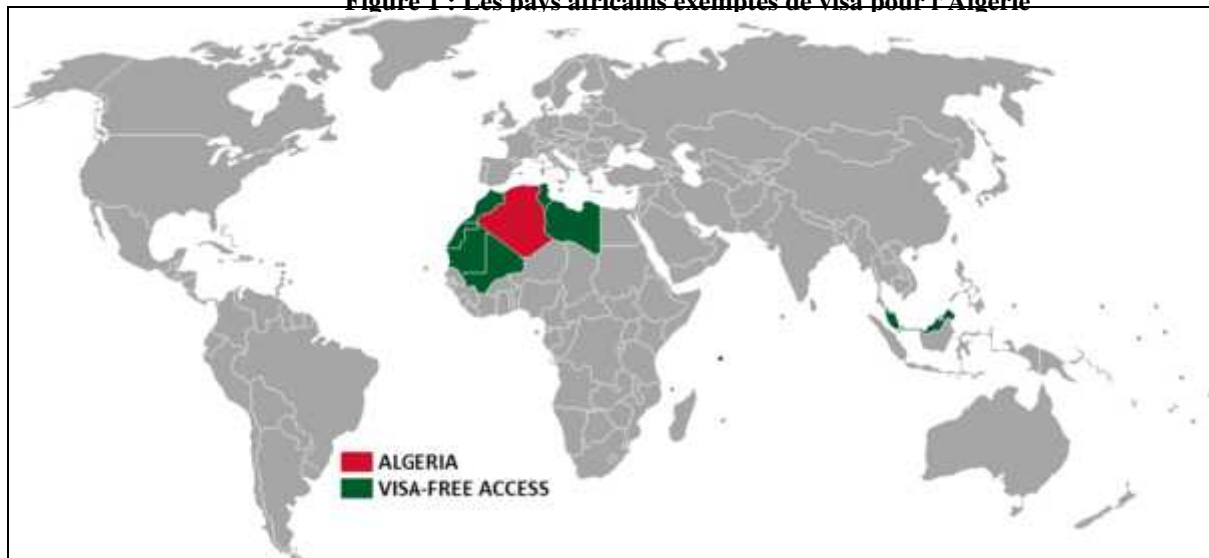 Figure 1 : Les pays africains exemptés de visa pour l'Algérie
ALGERIA
VISA-FREE ACCESS